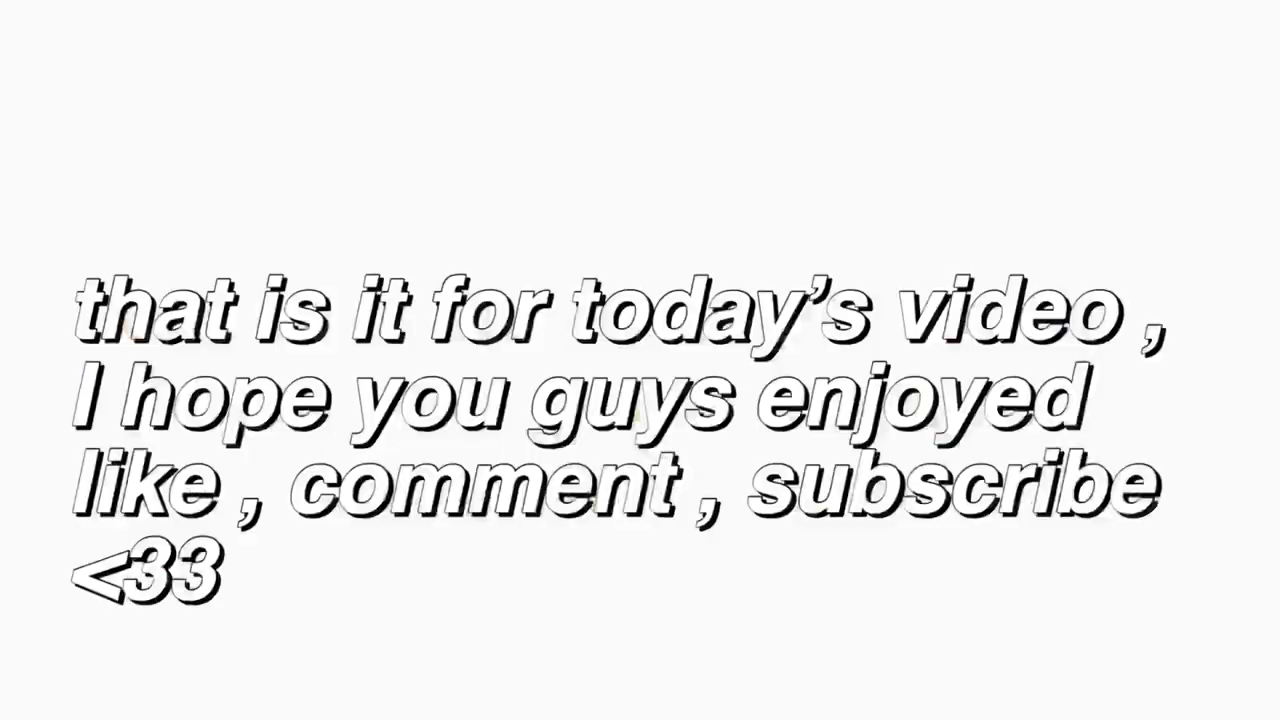 that is it for today’s video ,
I hope you guys enjoyed
like , comment , subscribe
<33